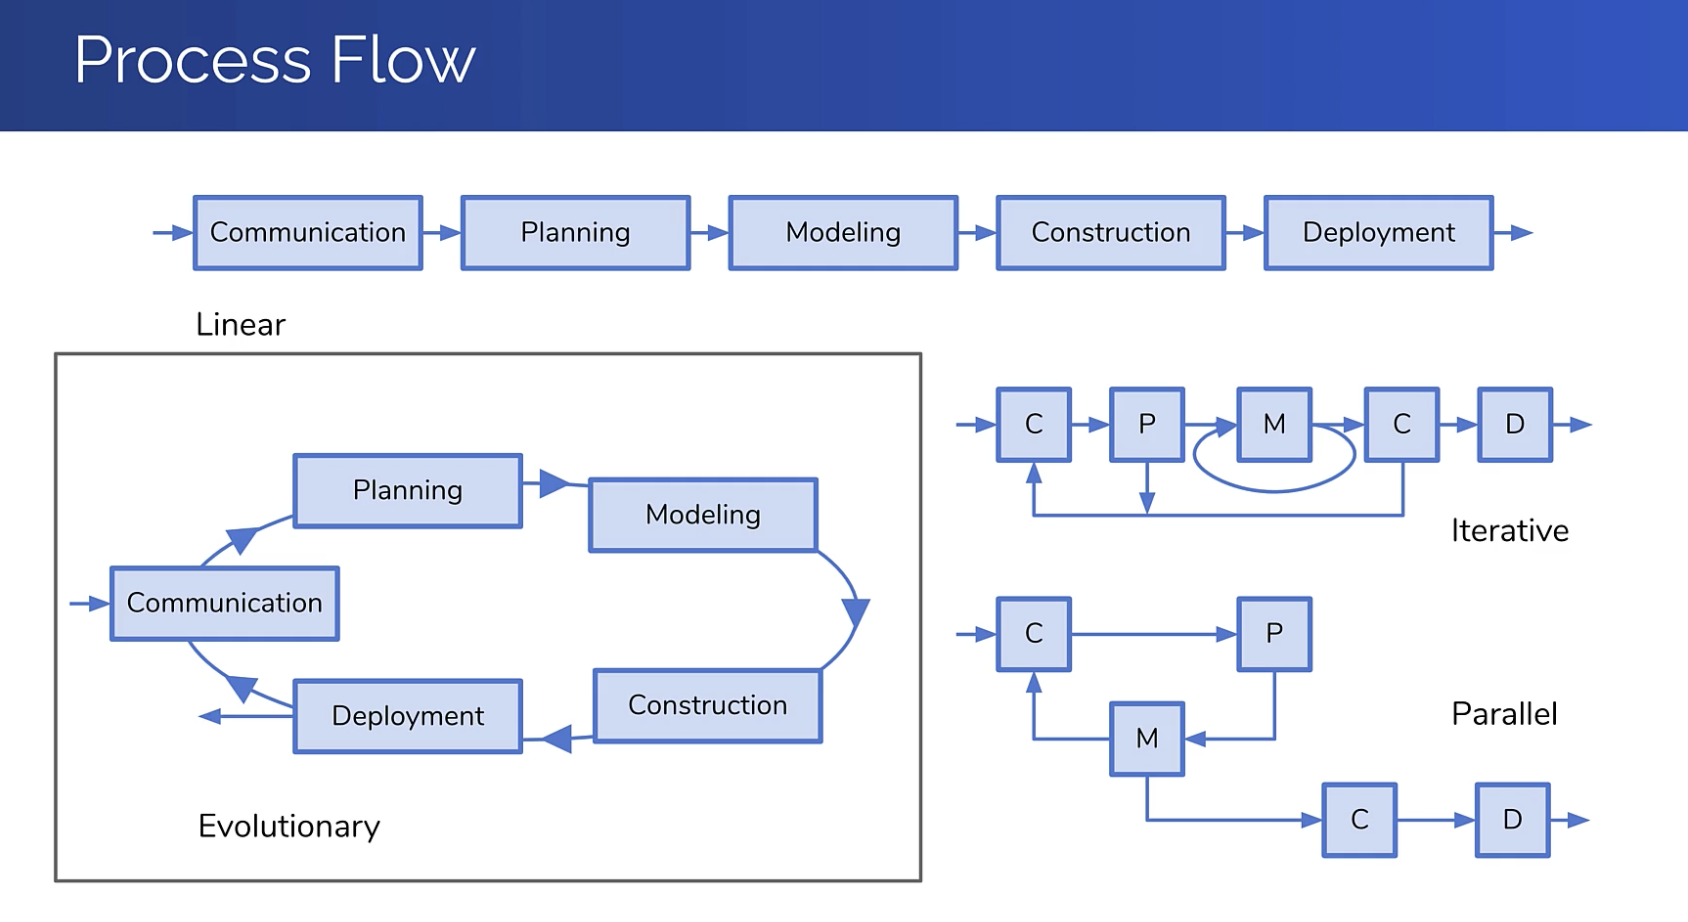 Process Flow
Communication
Planning
Modeling
Construction
Deployment
Linear
Planning
Modeling
Communication
Construction
Deployment
Evolutionary
C
P
M
C
D
Iterative
C
P
M
C
D
Parallel